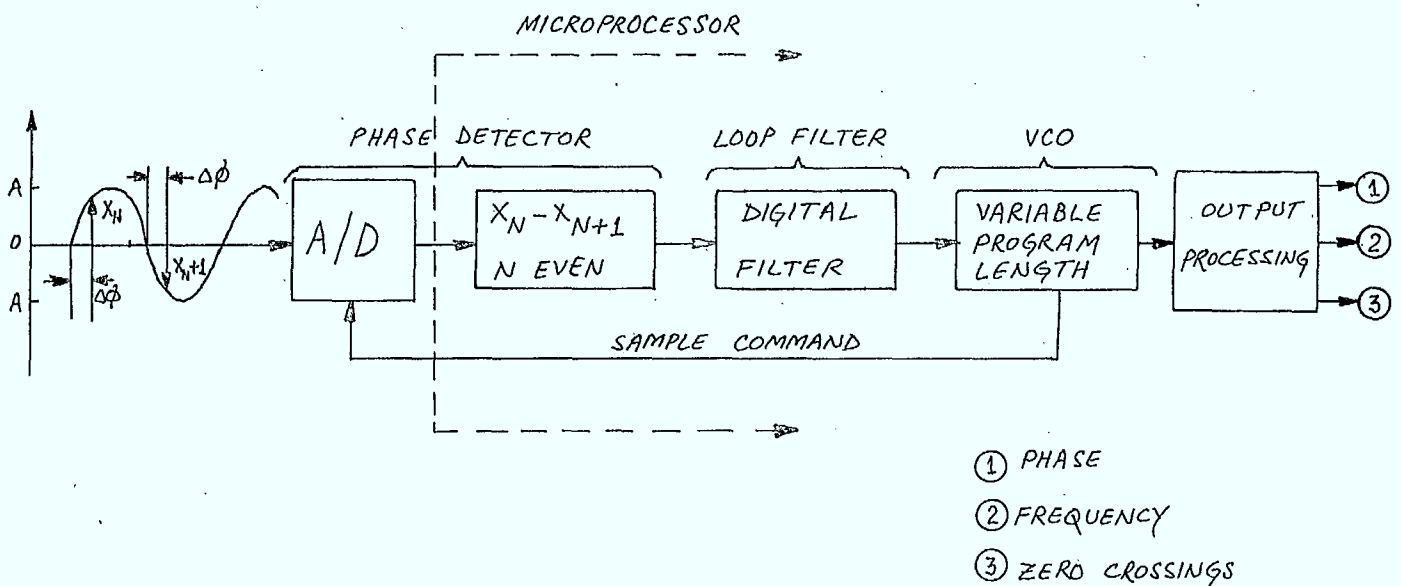 MICROPROCESSOR
PHASE DETECTOR
LOOP FILTER
VCO
A
O
A
Δϕ
X_N
X_N+1
Δϕ
A/D
X_N - X_N+1
N EVEN
DIGITAL
FILTER
VARIABLE
PROGRAM
LENGTH
OUTPUT
PROCESSING
①
②
③
SAMPLE COMMAND
① PHASE
② FREQUENCY
③ ZERO CROSSINGS